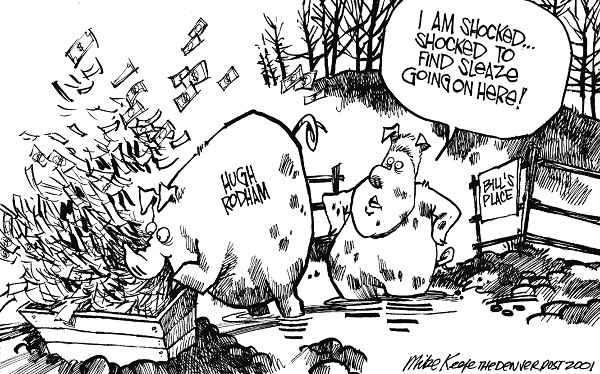 I AM SHOCKED...
SHOCKED TO
FIND SLEAZE
GOING ON HERE!
HUGH
RODHAM
BILL'S
PLACE
Mike Keefe THE DENVER POST 2001